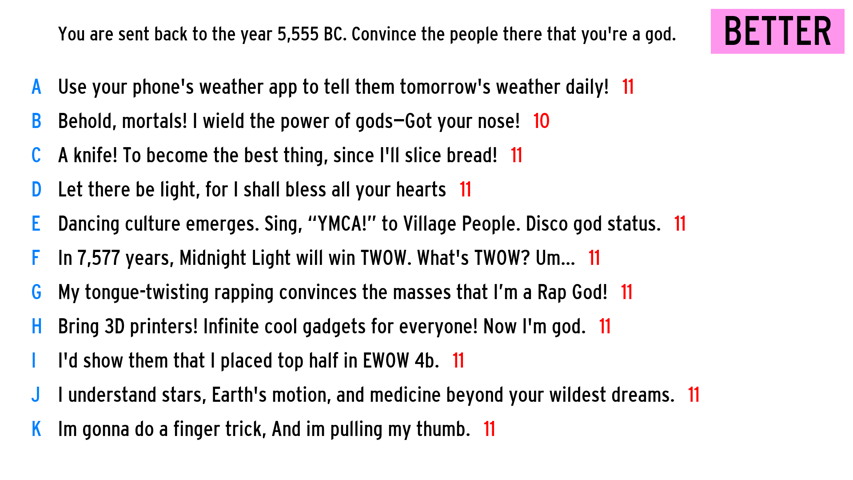 You are sent back to the year 5,555 BC. Convince the people there that you're a god.
BETTER
A Use your phone's weather app to tell them tomorrow's weather daily! 11
B Behold, mortals! I wield the power of gods—Got your nose! 10
C A knife! To become the best thing, since I'll slice bread! 11
D Let there be light, for I shall bless all your hearts 11
E Dancing culture emerges. Sing, “YMCA!” to Village People. Disco god status. 11
F In 7,577 years, Midnight Light will win TWOW. What's TWOW? Um... 11
G My tongue-twisting rapping convinces the masses that I’m a Rap God! 11
H Bring 3D printers! Infinite cool gadgets for everyone! Now I'm god. 11
I I'd show them that I placed top half in EWOW 4b. 11
J I understand stars, Earth's motion, and medicine beyond your wildest dreams. 11
K Im gonna do a finger trick, And im pulling my thumb. 11